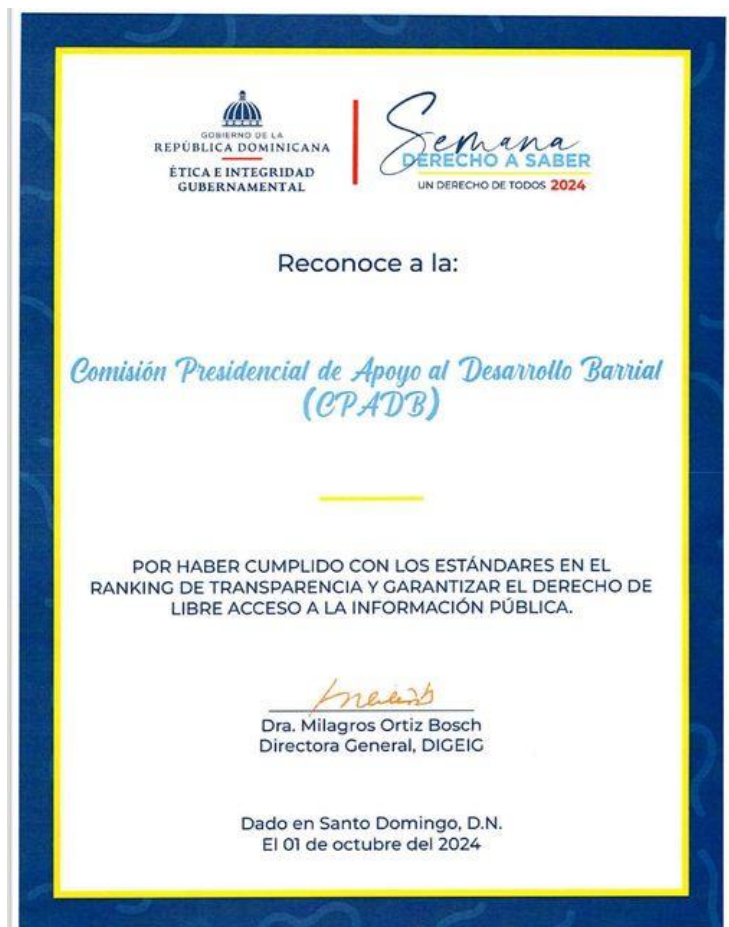 GOBIERNO DE LA
REPÚBLICA DOMINICANA
ÉTICA E INTEGRIDAD
GUBERNAMENTAL
Semana
DERECHO A SABER
UN DERECHO DE TODOS 2024
Reconoce a la:
Comisión Presidencial de Apoyo al Desarrollo Barrial
(CPADB)
POR HABER CUMPLIDO CON LOS ESTÁNDARES EN EL
RANKING DE TRANSPARENCIA Y GARANTIZAR EL DERECHO DE
LIBRE ACCESO A LA INFORMACIÓN PÚBLICA.
Dra. Milagros Ortiz Bosch
Directora General, DIGEIG
Dado en Santo Domingo, D.N.
El 01 de octubre del 2024